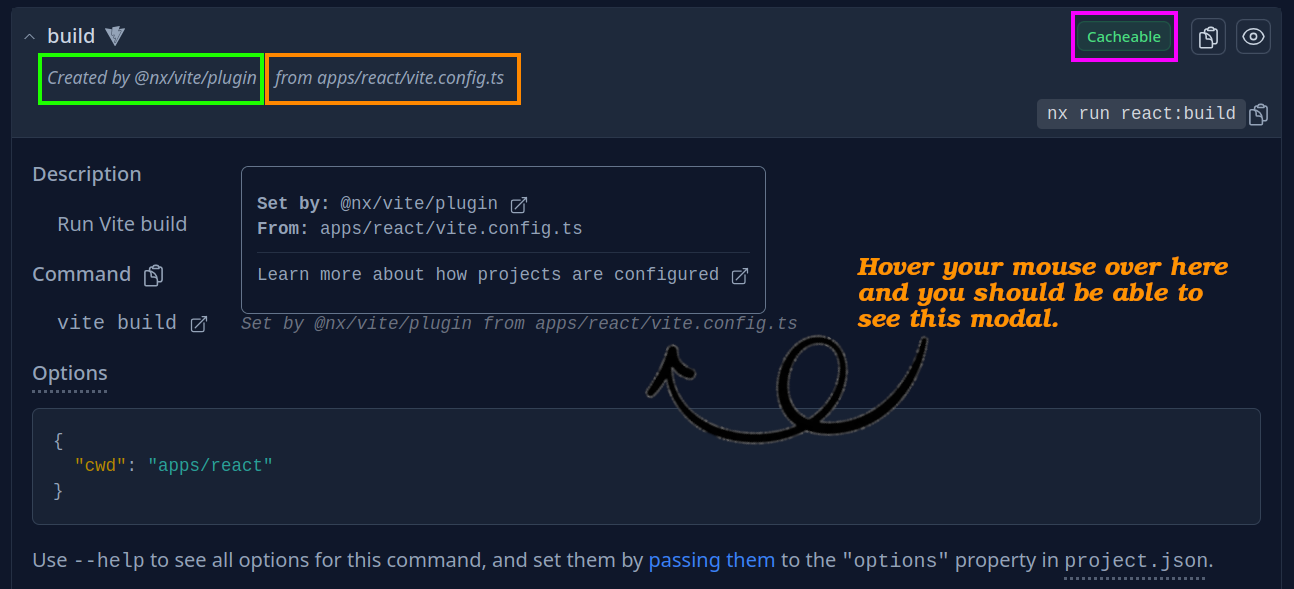 build
Cacheable
Created by @nx/vite/plugin from apps/react/vite.config.ts
nx run react:build
Description
Set by: @nx/vite/plugin
Run Vite build
From: apps/react/vite.config.ts
Command
Learn more about how projects are configured
Hover your mouse over here
and you should be able to
see this modal.
vite build
Set by @nx/vite/plugin from apps/react/vite.config.ts
Options
{
"cwd": "apps/react"
}
Use --help to see all options for this command, and set them by passing them to the "options" property in project.json.